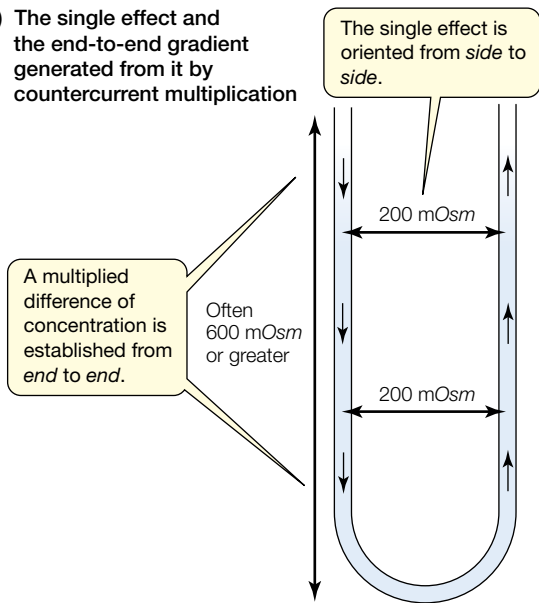 ) The single effect and
the end-to-end gradient
generated from it by
countercurrent multiplication
The single effect is
oriented from side to
side.
200 mOsm
A multiplied
difference of
concentration is
established from
end to end.
Often
600 mOsm
or greater
200 mOsm